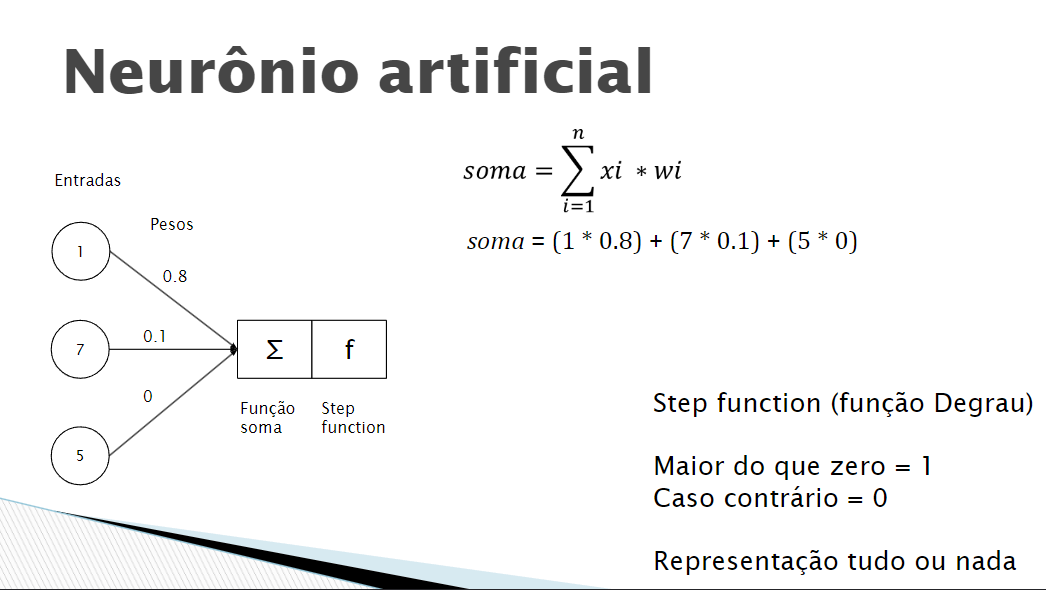 Neurônio artificial
Entradas
Pesos
1
0.8
7
0.1
0
5
Σ
f
Função
soma
Step
function
n
soma = ∑ xi * wi
i=1
soma = (1 * 0.8) + (7 * 0.1) + (5 * 0)
Step function (função Degrau)
Maior do que zero = 1
Caso contrário = 0
Representação tudo ou nada